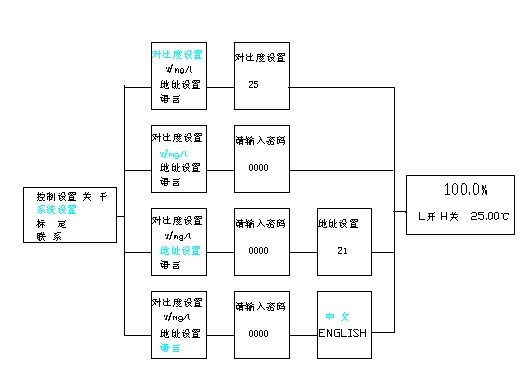 控制设置 关 于
系统设置
标 定
联 系
对比度设置
%/mg/l
地址设置
语言
对比度设置
25
对比度设置
%/mg/l
地址设置
语言
请输入密码
0000
对比度设置
%/mg/l
地址设置
语言
请输入密码
0000
地址设置
21
对比度设置
%/mg/l
地址设置
语言
请输入密码
0000
中 文
ENGLISH
100.0%
L开 H关 25.00℃